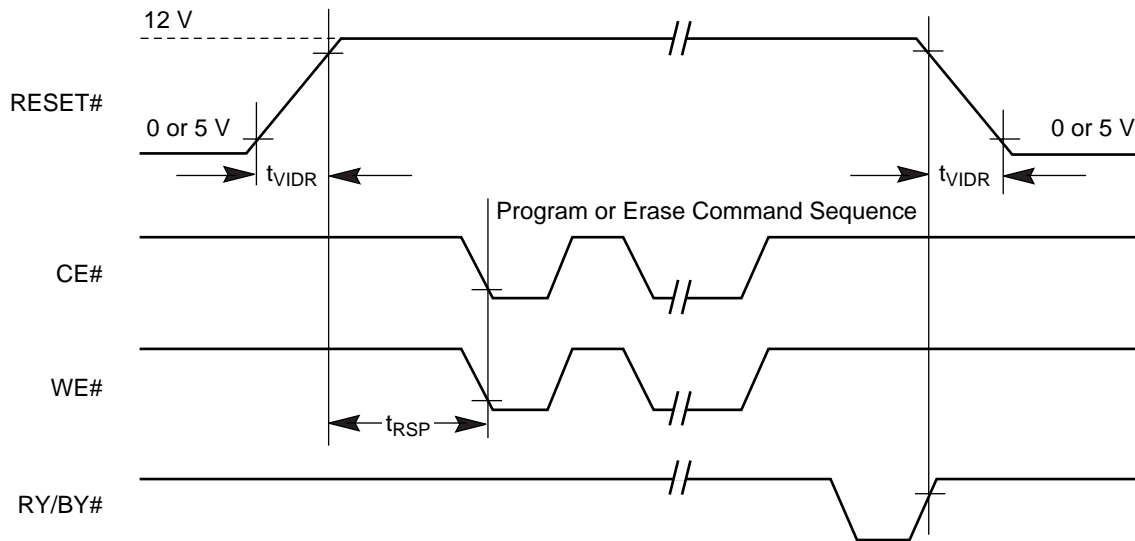 12 V
RESET#
0 or 5 V
0 or 5 V
tVIDR
tVIDR
Program or Erase Command Sequence
CE#
WE#
tRSP
RY/BY#